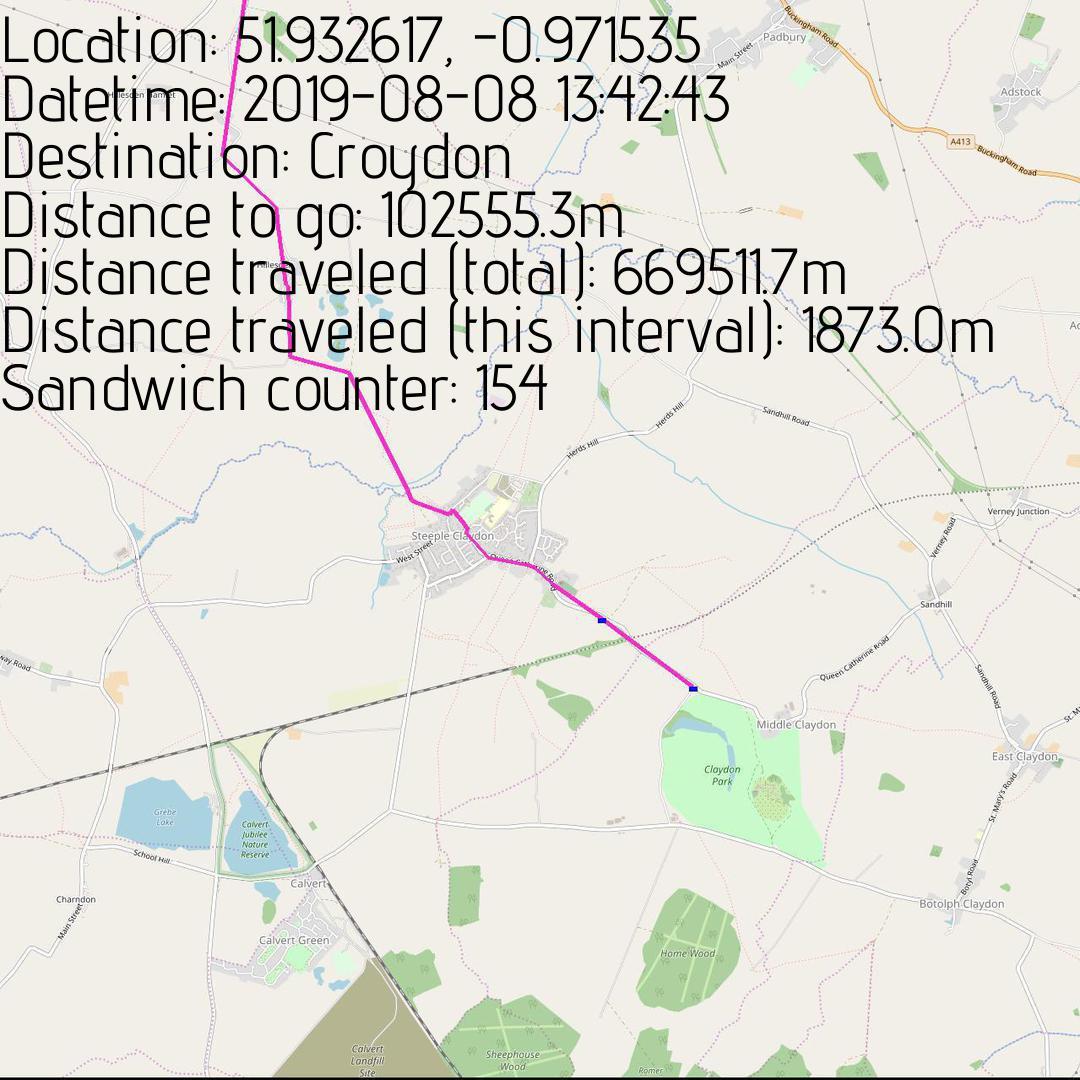 Location: 51.932617, -0.971535
Datetime: 2019-08-08 13:42:43
Destination: Croydon
Distance to go: 102555.3m
Distance traveled (total): 669511.7m
Distance traveled (this interval): 1873.0m
Sandwich counter: 154
Buckingham Road
Padbury
Main Street
Adstock
A413
Buckingham Road
Herds Hill
Herds Hill
Sandhill Road
Verney Junction
Verney Road
Steeple Claydon
West Street
Queen Catherine Road
Sandhill
way Road
Queen Catherine Road
Sandhill Road
St. M
Middle Claydon
East Claydon
Claydon
Park
St. Mary's Road
Grebe
Lake
Calvert
Jubilee
Nature
Reserve
School Hill
Calvert
Botyl Road
Charndon
Main Street
Botolph Claydon
Calvert Green
Home Wood
Calvert
Landfill
Site
Sheephouse
Wood
Romer